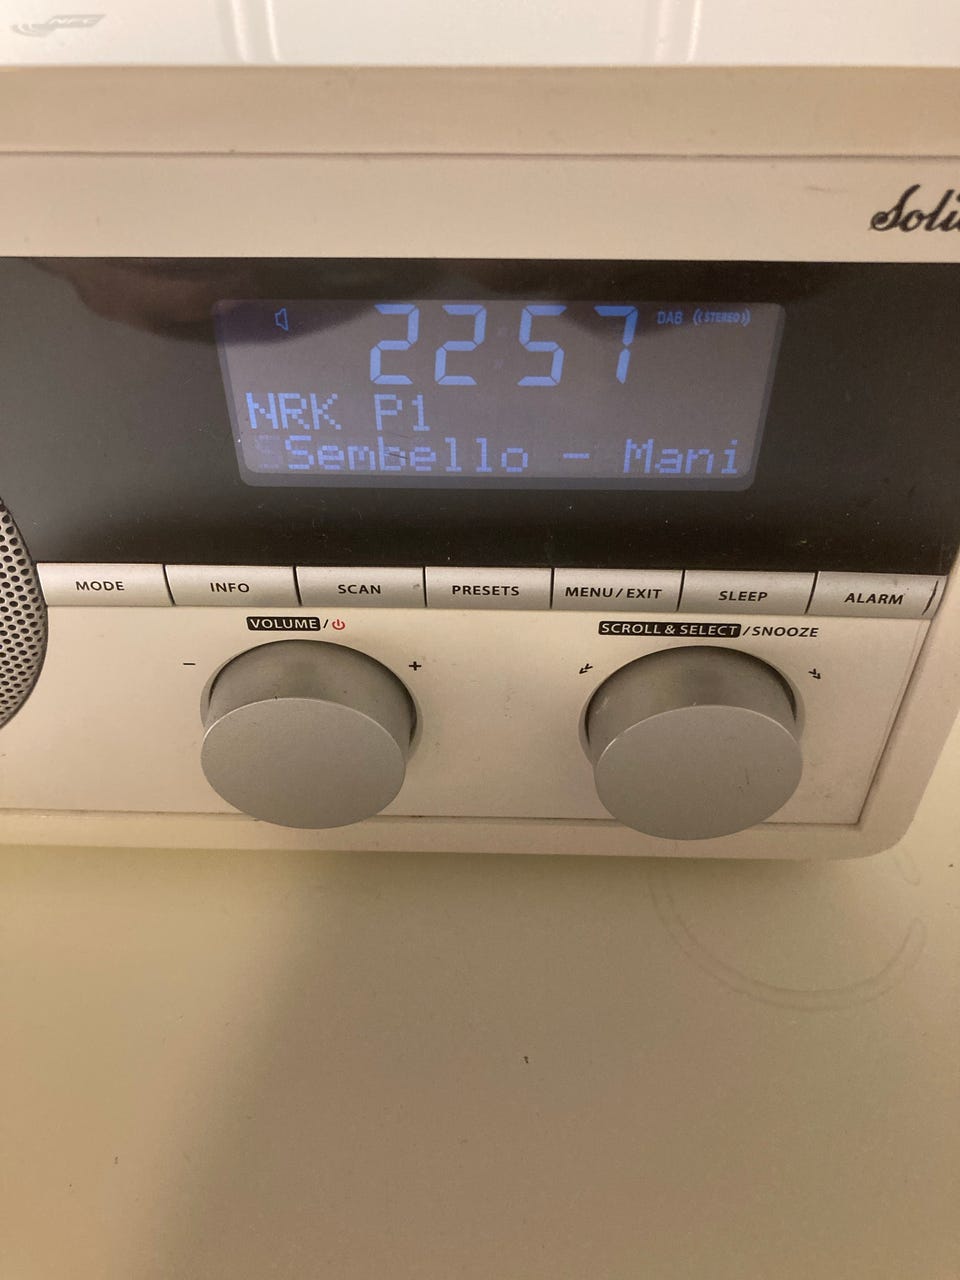 NFC
2257
DAB ((STEREO))
NRK P1
Sembello - Mani
MODE INFO SCAN PRESETS MENU/EXIT SLEEP ALARM
VOLUME/ SCROLL & SELECT/SNOOZE
- +